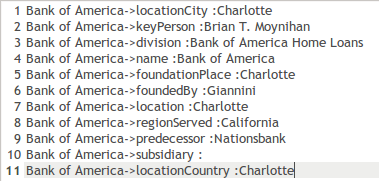 1 Bank of America->locationCity :Charlotte
2 Bank of America->keyPerson :Brian T. Moynihan
3 Bank of America->division :Bank of America Home Loans
4 Bank of America->name :Bank of America
5 Bank of America->foundationPlace :Charlotte
6 Bank of America->foundedBy :Giannini
7 Bank of America->location :Charlotte
8 Bank of America->regionServed :California
9 Bank of America->predecessor :Nationsbank
10 Bank of America->subsidiary :
11 Bank of America->locationCountry :Charlotte